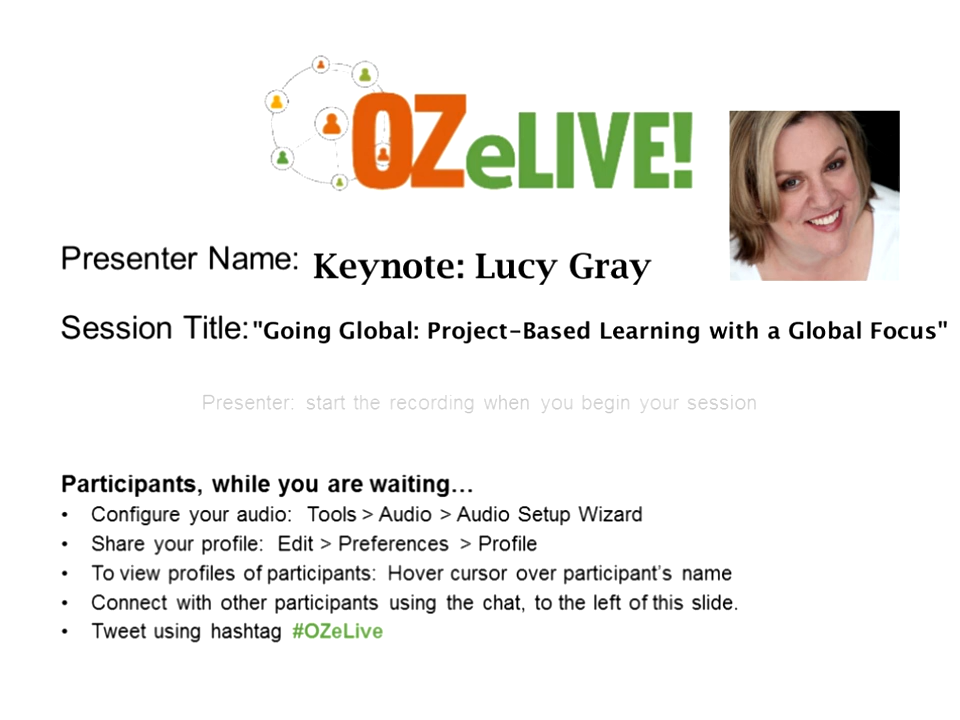 OZeLIVE!
Presenter Name: Keynote: Lucy Gray
Session Title: "Going Global: Project-Based Learning with a Global Focus"
Presenter: start the recording when you begin your session
Participants, while you are waiting…
• Configure your audio: Tools > Audio > Audio Setup Wizard
• Share your profile: Edit > Preferences > Profile
• To view profiles of participants: Hover cursor over participant's name
• Connect with other participants using the chat, to the left of this slide.
• Tweet using hashtag #OZeLive